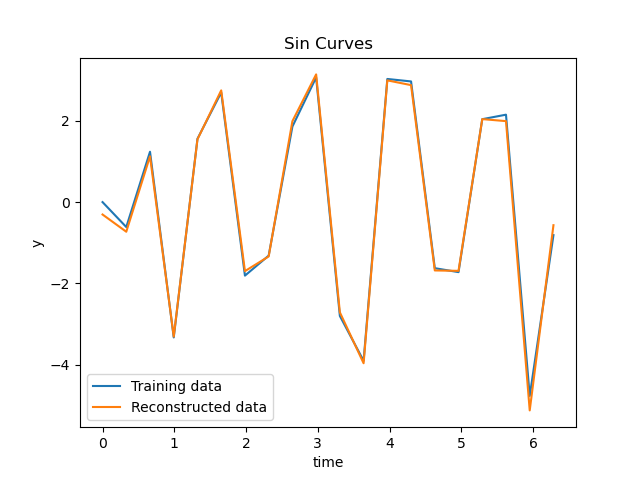 Sin Curves
y
2
0
−2
−4
Training data
Reconstructed data
0 1 2 3 4 5 6
time